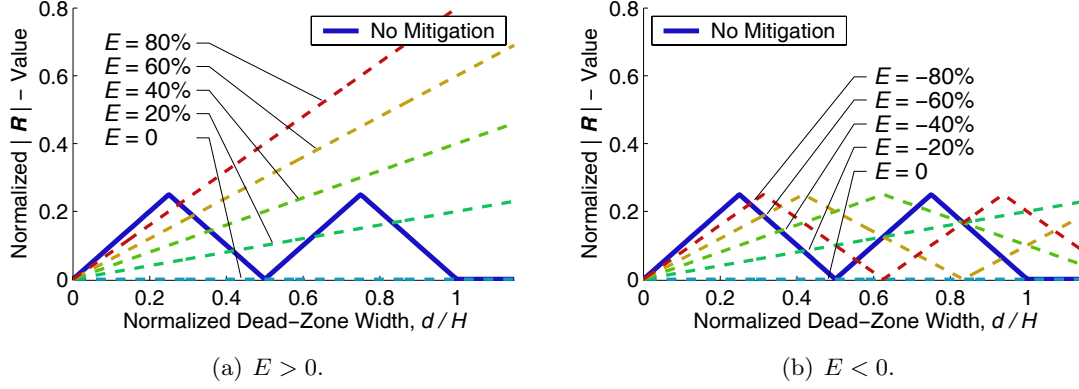 0.8
0.6
0.4
0.2
0
Normalized | R | − Value
No Mitigation
E = 80%
E = 60%
E = 40%
E = 20%
E = 0
0 0.2 0.4 0.6 0.8 1
Normalized Dead−Zone Width, d / H
(a) E > 0.
0.8
0.6
0.4
0.2
0
Normalized | R | − Value
No Mitigation
E = −80%
E = −60%
E = −40%
E = −20%
E = 0
0 0.2 0.4 0.6 0.8 1
Normalized Dead−Zone Width, d / H
(b) E < 0.